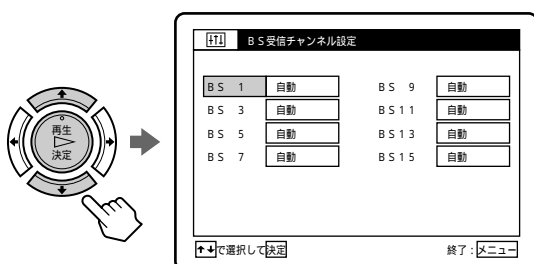 BS受信チャンネル設定
BS 1 自動 BS 9 自動
BS 3 自動 BS11 自動
BS 5 自動 BS13 自動
BS 7 自動 BS15 自動
再生
決定
↑↓で選択して決定 終了:メニュー